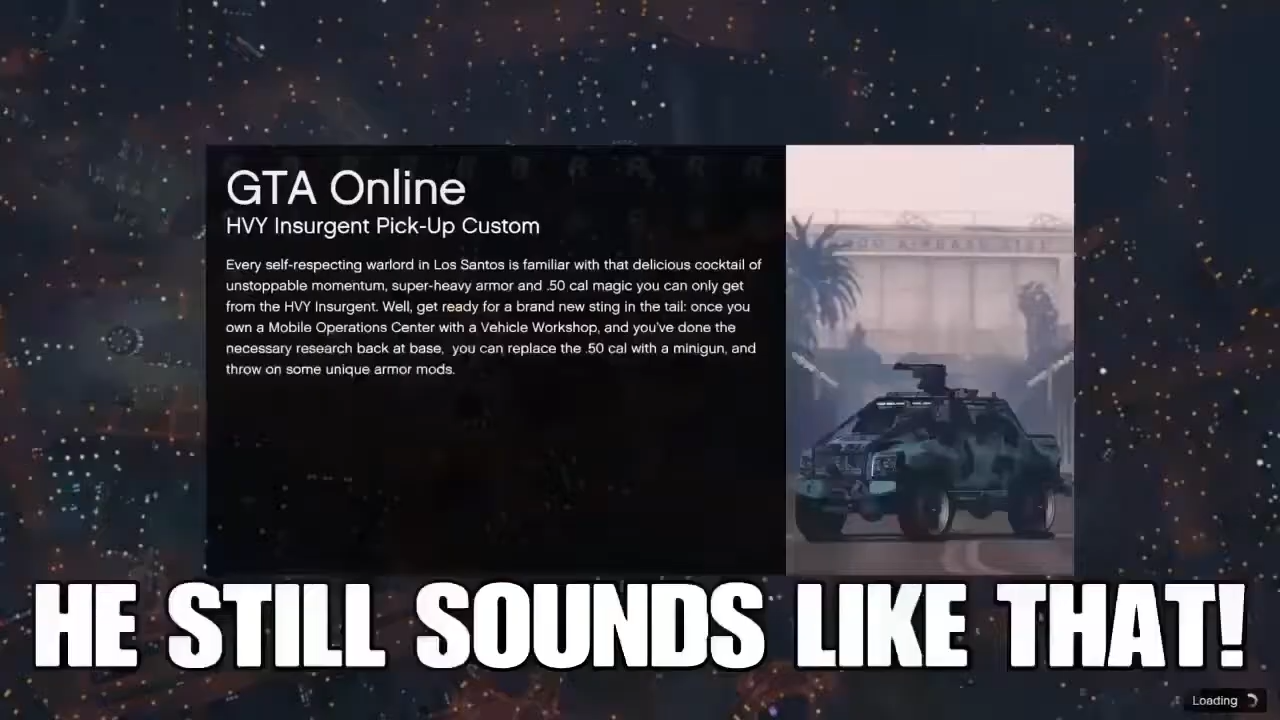 GTA Online
HVY Insurgent Pick-Up Custom
Every self-respecting warlord in Los Santos is familiar with that delicious cocktail of
unstoppable momentum, super-heavy armor and .50 cal magic you can only get
from the HVY Insurgent. Well, get ready for a brand new sting in the tail: once you
own a Mobile Operations Center with a Vehicle Workshop, and you've done the
necessary research back at base, you can replace the .50 cal with a minigun, and
throw on some unique armor mods.
HE STILL SOUNDS LIKE THAT!
Loading